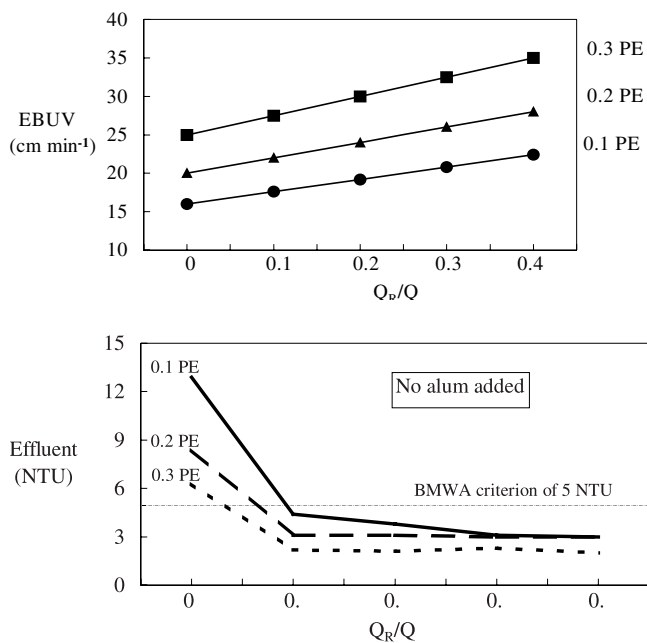 40
35
30
25
20
15
10
EBUV
(cm min⁻¹)
0.3 PE
0.2 PE
0.1 PE
0 0.1 0.2 0.3 0.4
Q_R/Q
15
12
9
6
3
0
Effluent
(NTU)
0.1 PE
0.2 PE
0.3 PE
No alum added
BMWA criterion of 5 NTU
0 0. 0. 0. 0.
Q_R/Q